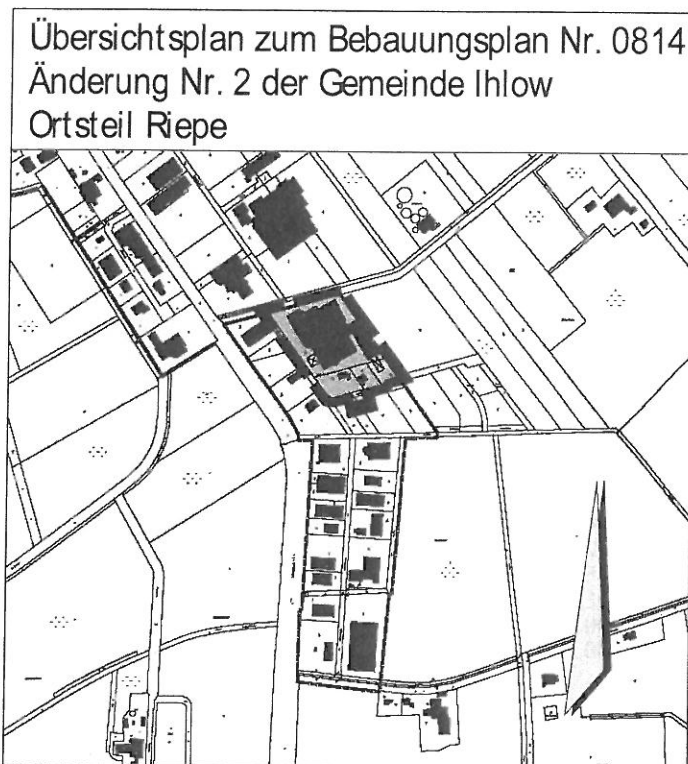 Übersichtsplan zum Bebauungsplan Nr. 0814
Änderung Nr. 2 der Gemeinde Ihlow
Ortsteil Riepe